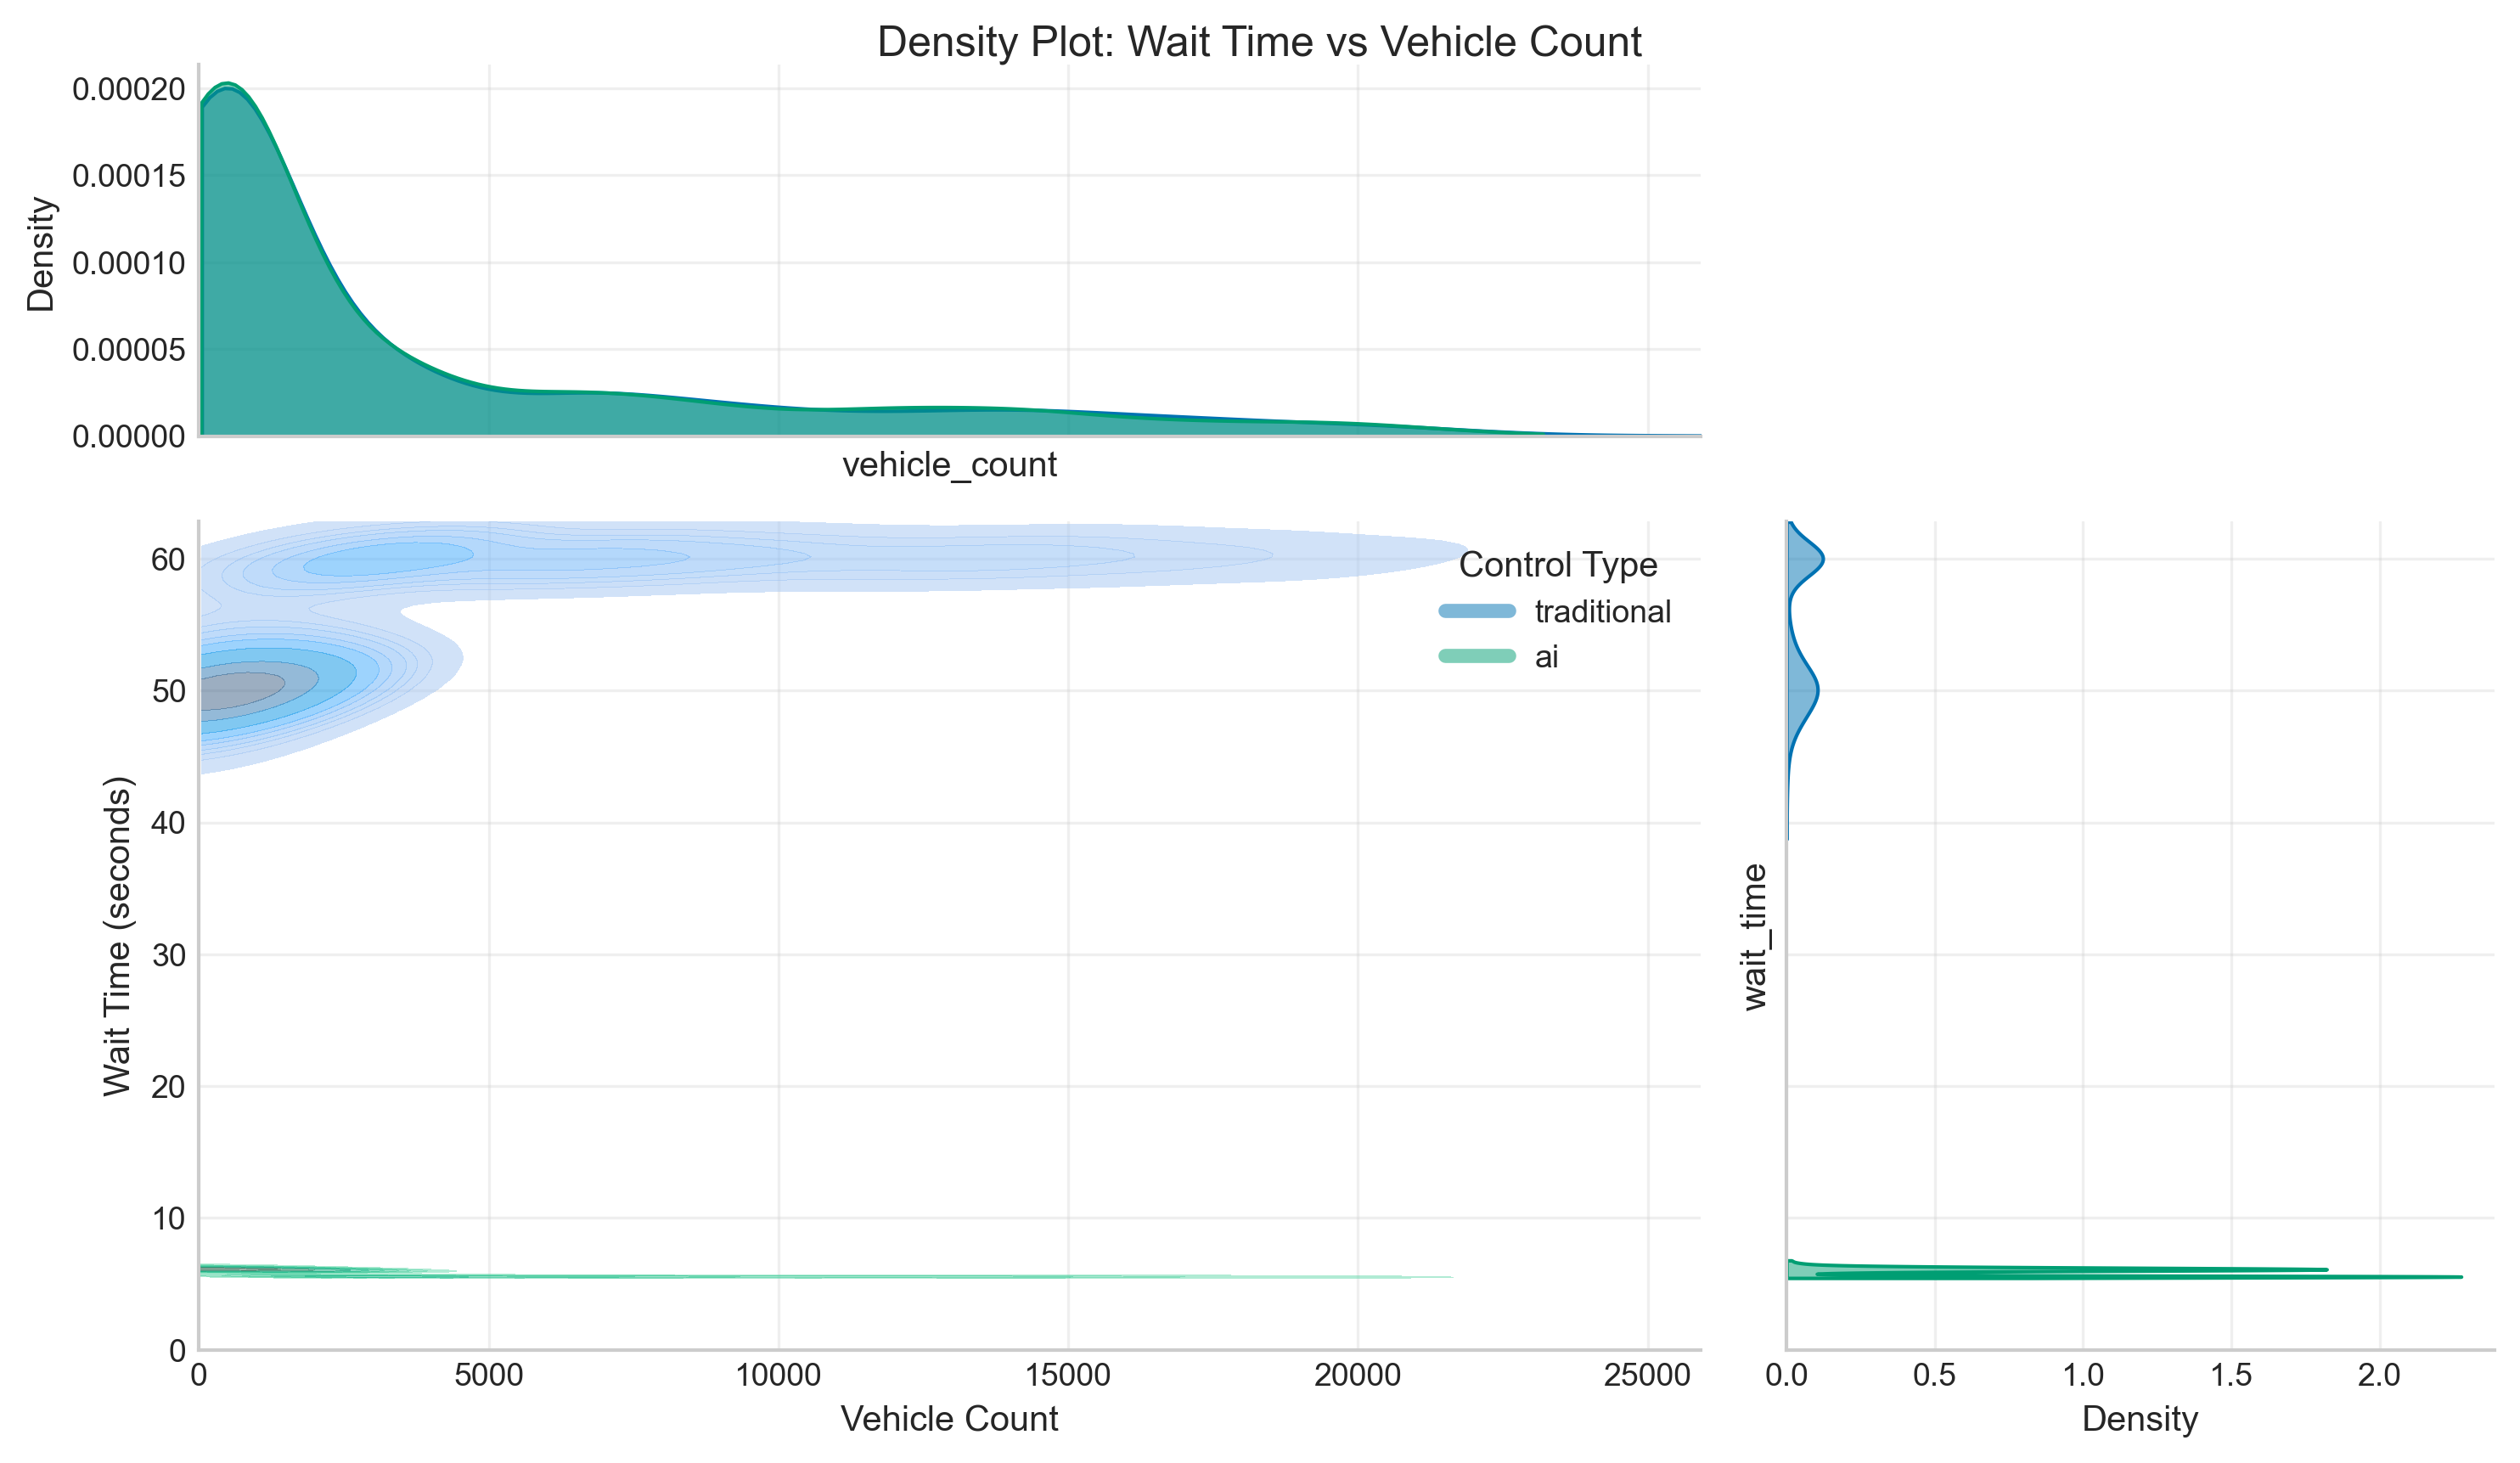 Density Plot: Wait Time vs Vehicle Count
0.00020
0.00015
0.00010
0.00005
0.00000
Density
vehicle_count
60
50
40
30
20
10
0
Wait Time (seconds)
Control Type
traditional
ai
0 5000 10000 15000 20000 25000
Vehicle Count
wait_time
0.0 0.5 1.0 1.5 2.0
Density